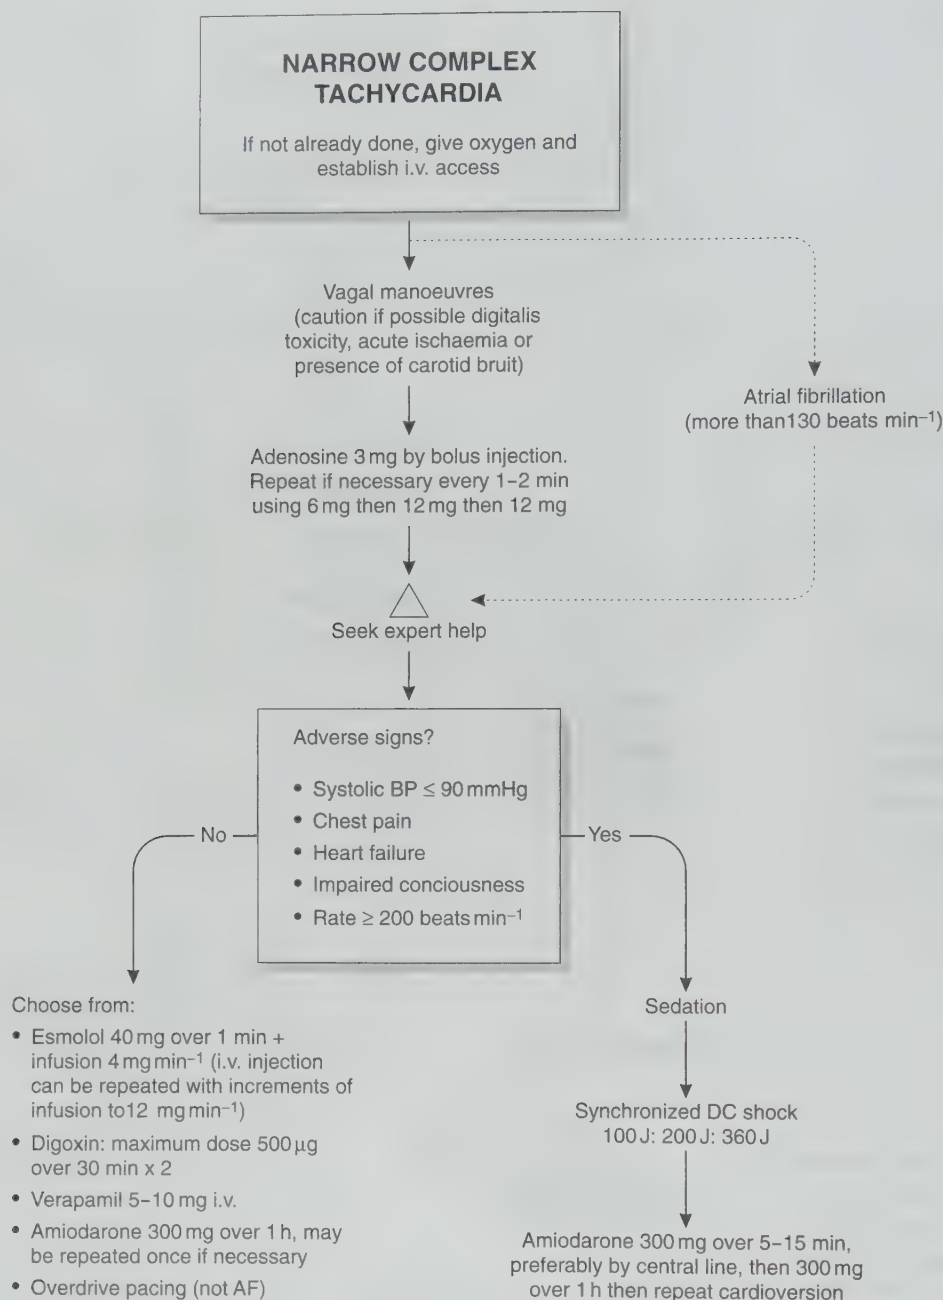 NARROW COMPLEX
TACHYCARDIA
If not already done, give oxygen and
establish i.v. access
Vagal manoeuvres
(caution if possible digitalis
toxicity, acute ischaemia or
presence of carotid bruit)
Atrial fibrillation
(more than130 beats min⁻¹)
Adenosine 3 mg by bolus injection.
Repeat if necessary every 1–2 min
using 6 mg then 12 mg then 12 mg
Seek expert help
Adverse signs?
• Systolic BP ≤ 90 mmHg
• Chest pain
• Heart failure
• Impaired conciousness
• Rate ≥ 200 beats min⁻¹
No
Yes
Choose from:
• Esmolol 40 mg over 1 min +
infusion 4 mg min⁻¹ (i.v. injection
can be repeated with increments of
infusion to12 mg min⁻¹)
• Digoxin: maximum dose 500 µg
over 30 min x 2
• Verapamil 5–10 mg i.v.
• Amiodarone 300 mg over 1 h, may
be repeated once if necessary
• Overdrive pacing (not AF)
Sedation
Synchronized DC shock
100 J: 200 J: 360 J
Amiodarone 300 mg over 5–15 min,
preferably by central line, then 300 mg
over 1 h then repeat cardioversion